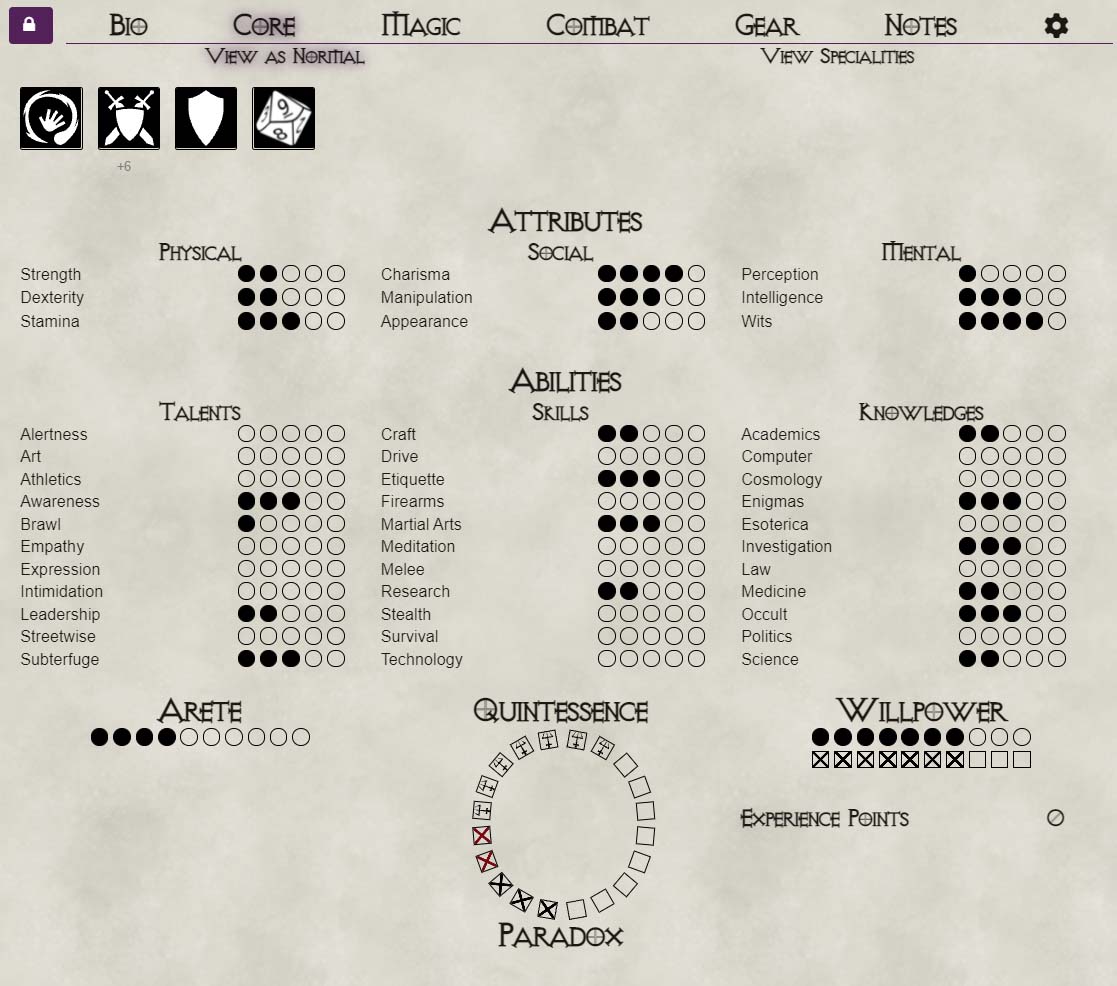 Bio Core Magic Combat Gear Notes
View as Normal View Specialities
9 8
+6
Attributes
Physical Social Mental
Strength Charisma Perception
Dexterity Manipulation Intelligence
Stamina Appearance Wits
Abilities
Talents Skills Knowledges
Alertness Craft Academics
Art Drive Computer
Athletics Etiquette Cosmology
Awareness Firearms Enigmas
Brawl Martial Arts Esoterica
Empathy Meditation Investigation
Expression Melee Law
Intimidation Research Medicine
Leadership Stealth Occult
Streetwise Survival Politics
Subterfuge Technology Science
Arete Quintessence Willpower
Experience Points
Paradox